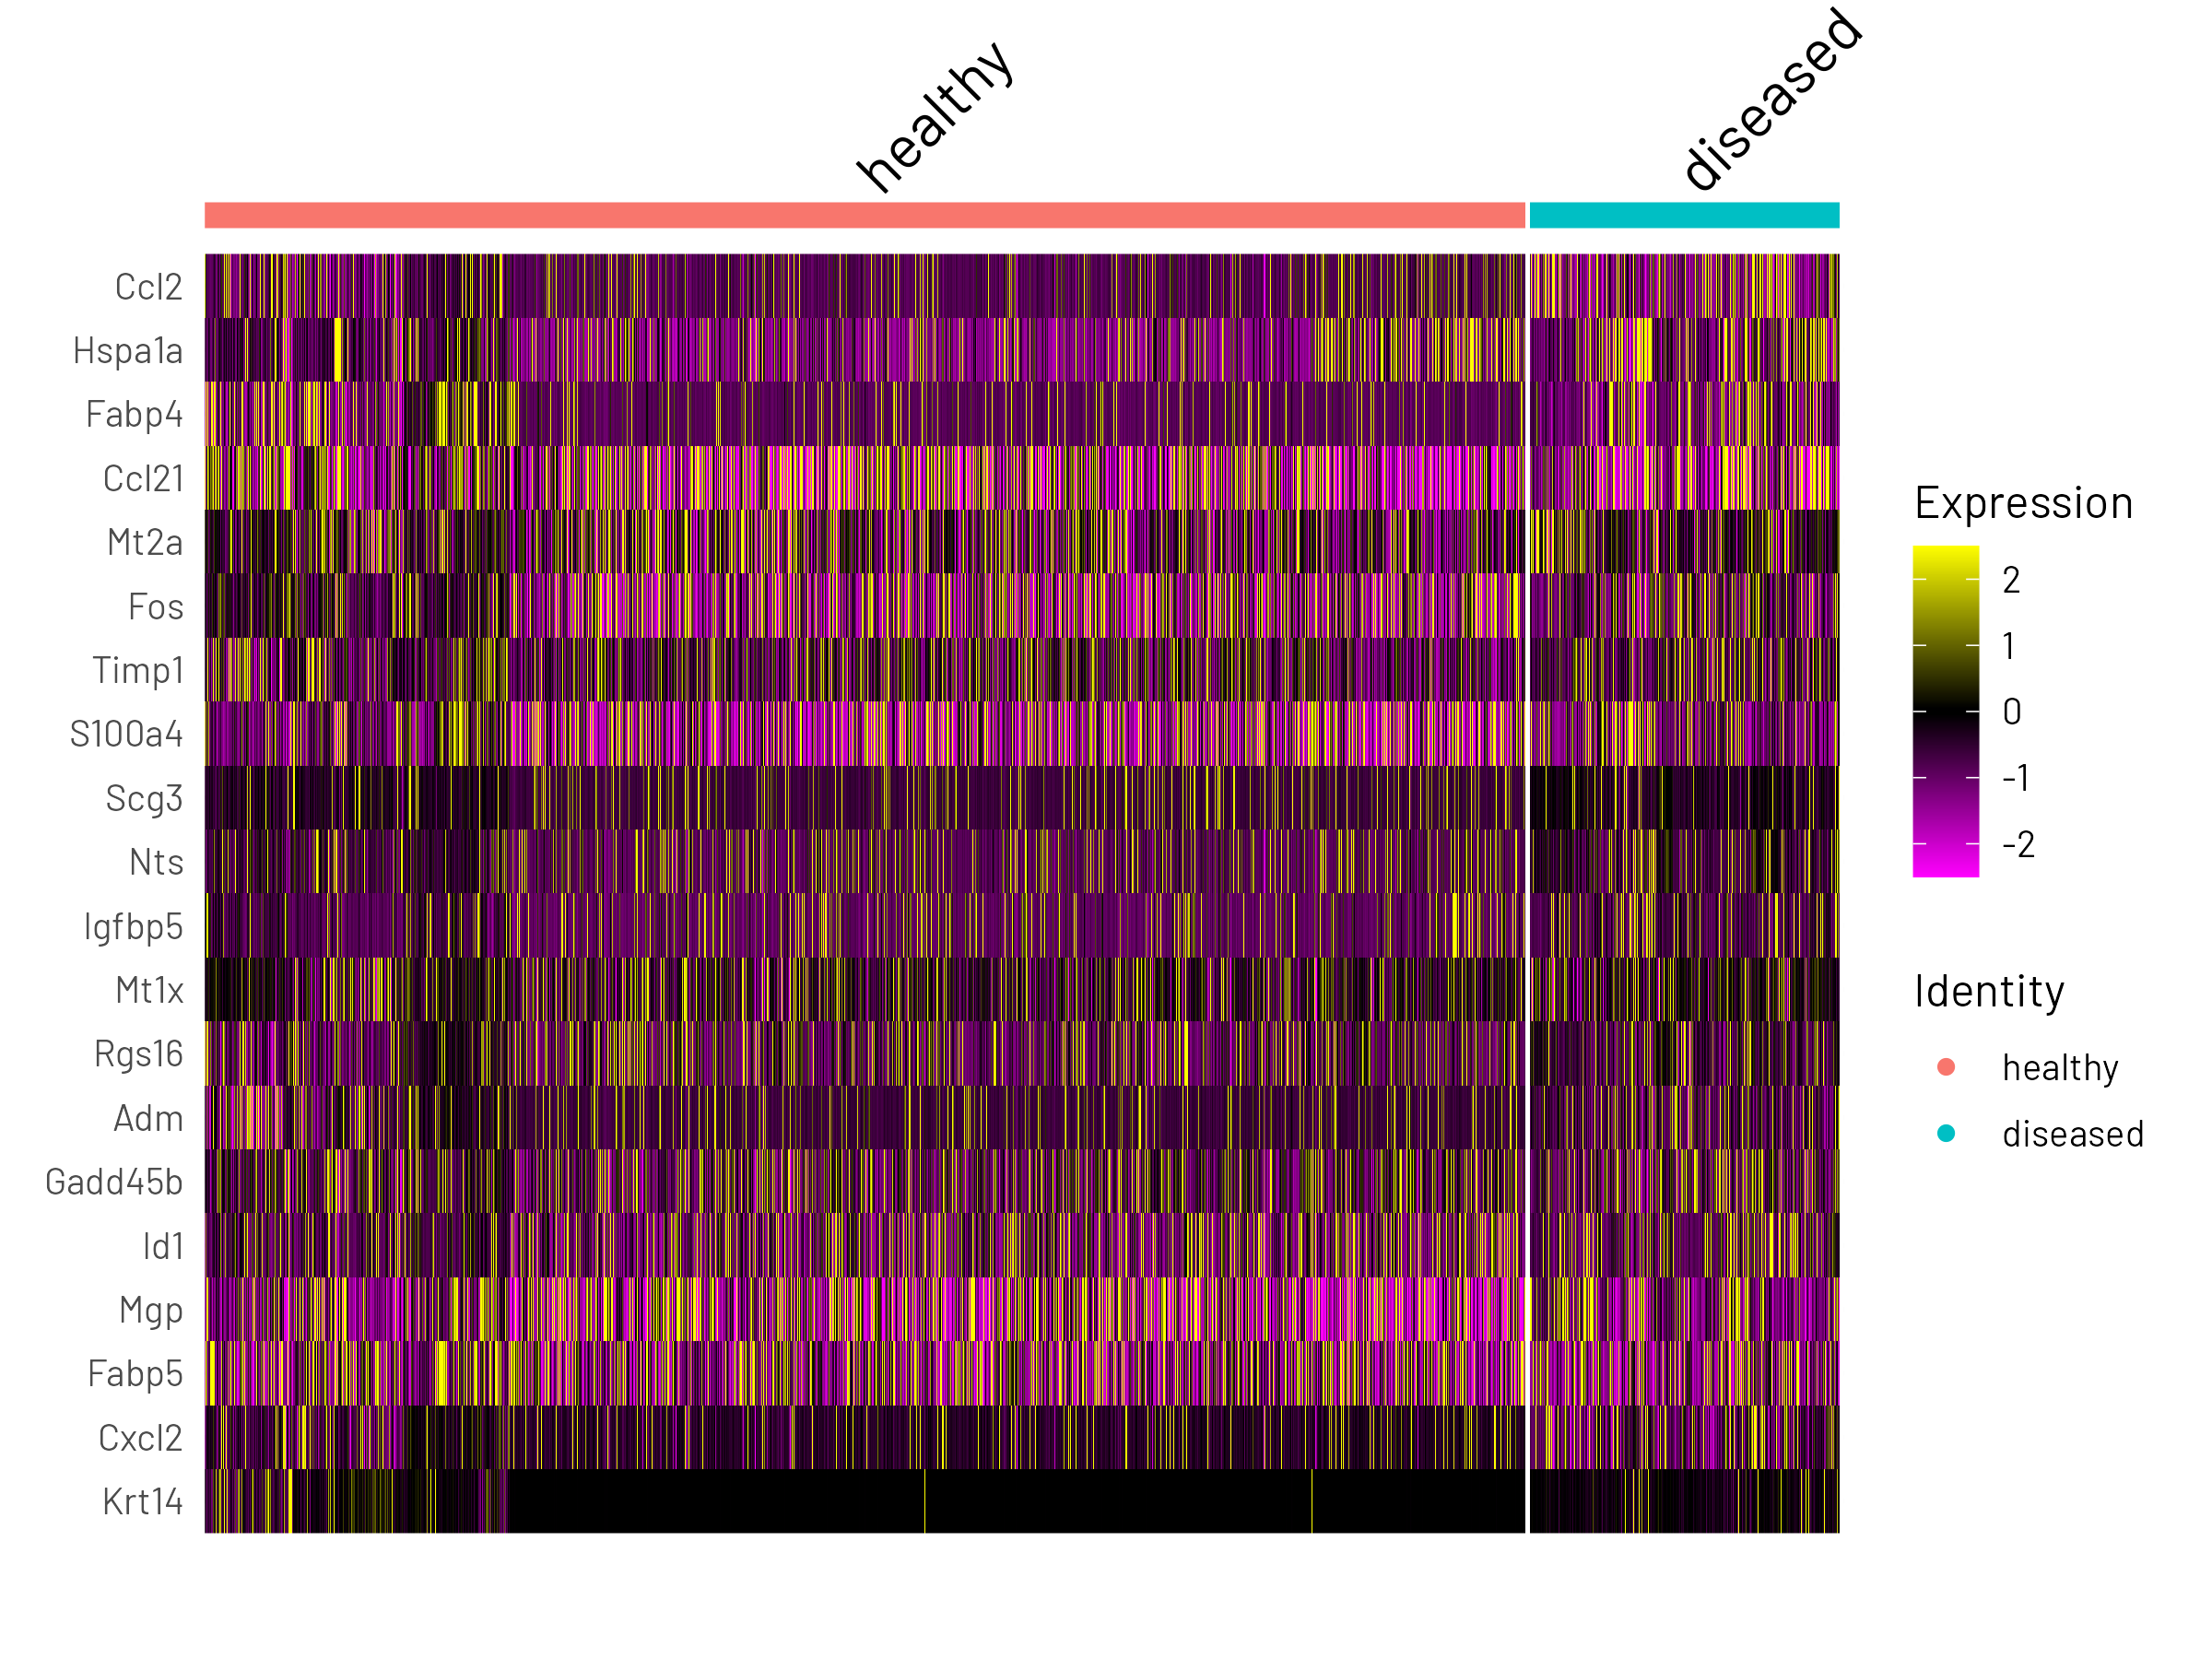 healthy
diseased
Ccl2
Hspa1a
Fabp4
Ccl21
Mt2a
Fos
Timp1
S100a4
Scg3
Nts
Igfbp5
Mt1x
Rgs16
Adm
Gadd45b
Id1
Mgp
Fabp5
Cxcl2
Krt14
Expression
2
1
0
-1
-2
Identity
healthy
diseased